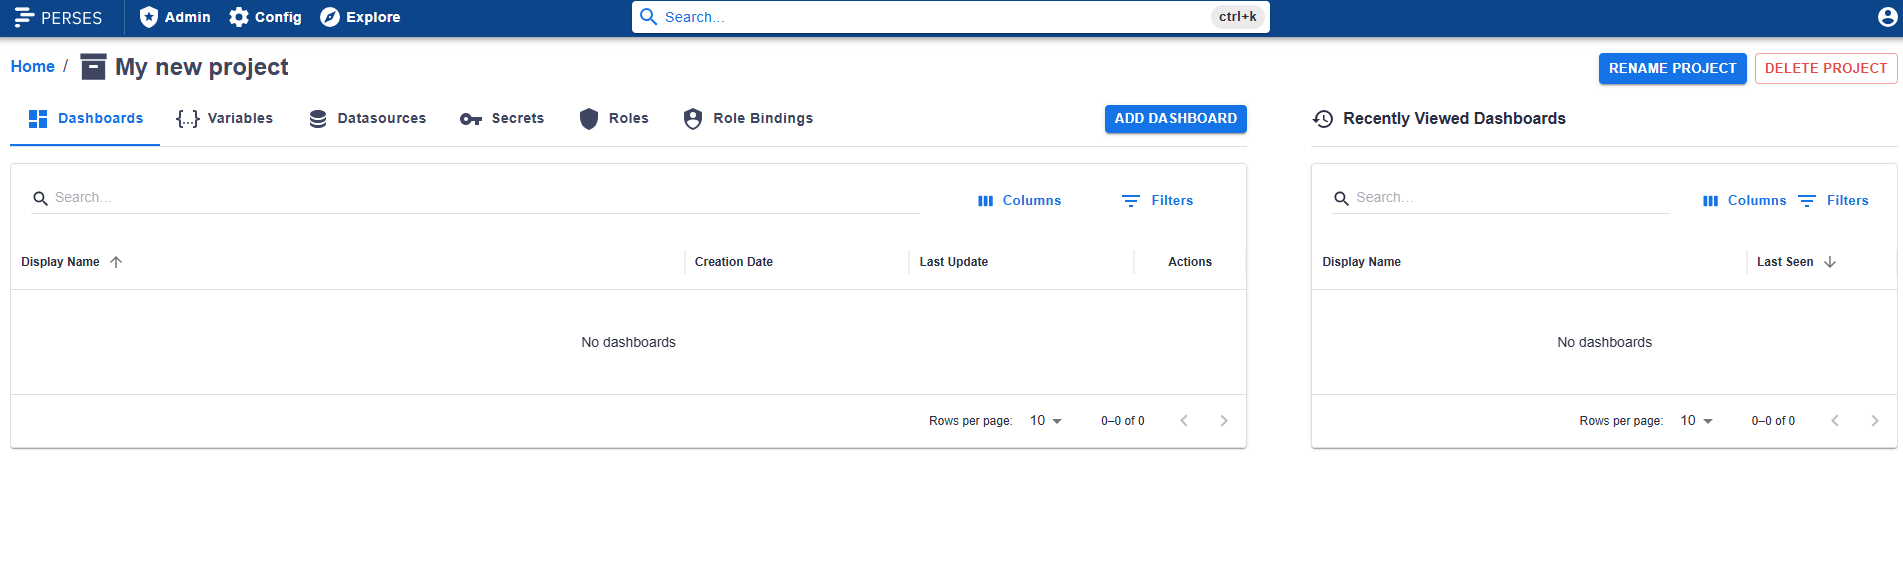 PERSES Admin Config Explore Search... ctrl+k
Home / My new project RENAME PROJECT DELETE PROJECT
Dashboards {...} Variables Datasources Secrets Roles Role Bindings ADD DASHBOARD
Search... Columns Filters
Display Name Creation Date Last Update Actions
No dashboards
Rows per page: 10 0–0 of 0
Recently Viewed Dashboards
Search... Columns Filters
Display Name Last Seen
No dashboards
Rows per page: 10 0–0 of 0